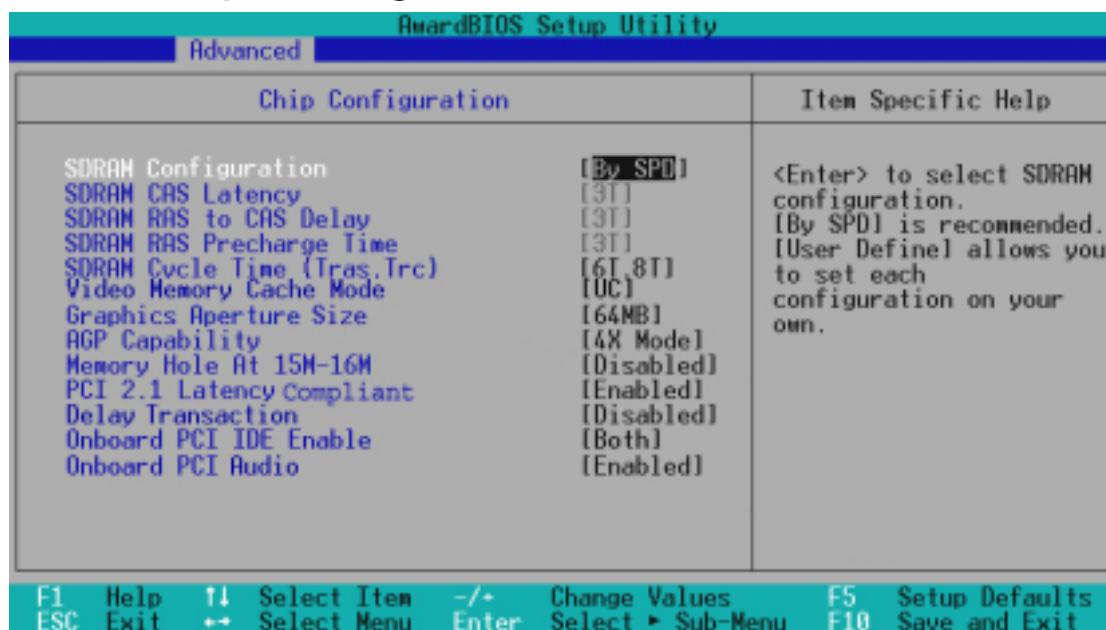 AwardBIOS Setup Utility
Advanced
Chip Configuration
Item Specific Help
SDRAM Configuration [By SPD]
SDRAM CAS Latency [3T]
SDRAM RAS to CAS Delay [3T]
SDRAM RAS Precharge Time [3T]
SDRAM Cycle Time (Tras,Trc) [6T,8T]
Video Memory Cache Mode [UC]
Graphics Aperture Size [64MB]
AGP Capability [4X Mode]
Memory Hole At 15M-16M [Disabled]
PCI 2.1 Latency Compliant [Enabled]
Delay Transaction [Disabled]
Onboard PCI IDE Enable [Both]
Onboard PCI Audio [Enabled]
<Enter> to select SDRAM
configuration.
[By SPD] is recommended.
[User Define] allows you
to set each
configuration on your
own.
F1 Help ↑↓ Select Item -/+ Change Values F5 Setup Defaults
ESC Exit ←→ Select Menu Enter Select ► Sub-Menu F10 Save and Exit